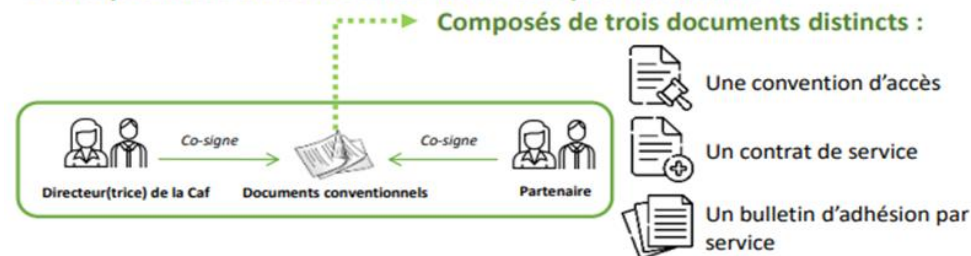 Composés de trois documents distincts :
Une convention d'accès
Co-signe
Co-signe
Un contrat de service
Directeur(trice) de la Caf
Documents conventionnels
Partenaire
Un bulletin d'adhésion par
service